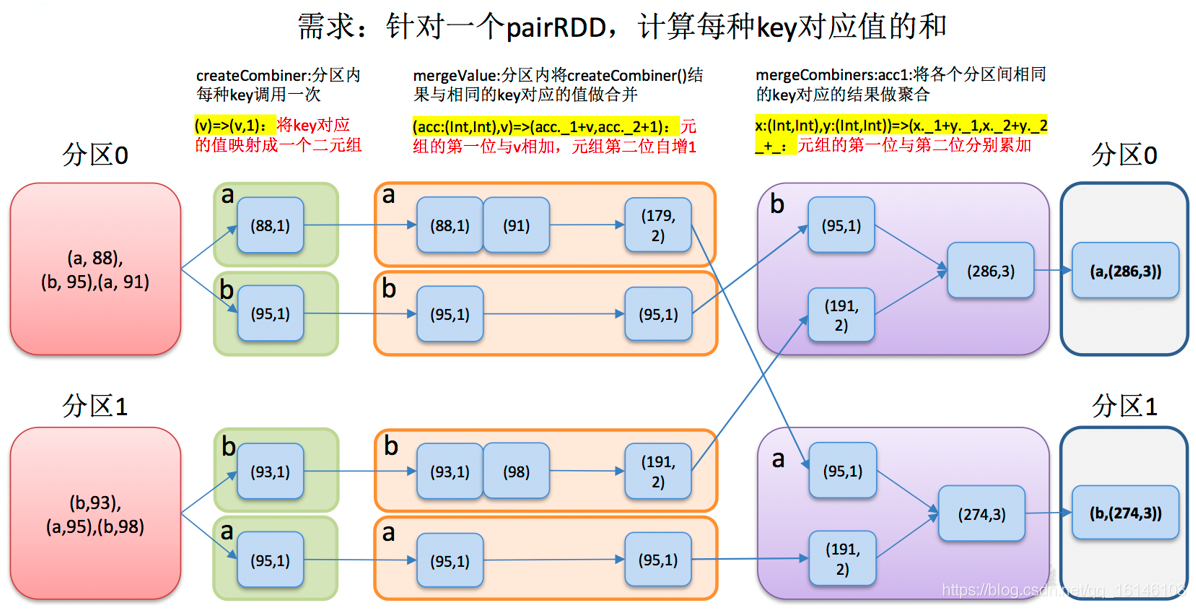 需求：针对一个pairRDD，计算每种key对应值的和
createCombiner:分区内
每种key调用一次
(v)=>(v,1)：将key对应
的值映射成一个二元组
mergeValue:分区内将createCombiner()结
果与相同的key对应的值做合并
(acc:(Int,Int),v)=>(acc._1+v,acc._2+1)：元
组的第一位与v相加，元组第二位自增1
mergeCombiners:acc1:将各个分区间相同
的key对应的结果做聚合
x:(Int,Int),y:(Int,Int))=>(x._1+y._1,x._2+y._2
_+_：元组的第一位与第二位分别累加
分区0
(a, 88),
(b, 95),(a, 91)
a
(88,1)
b
(95,1)
a
(88,1)
(91)
(179,
2)
b
(95,1)
(95,1)
b
(95,1)
(191,
2)
(286,3)
分区0
(a,(286,3))
分区1
(b,93),
(a,95),(b,98)
b
(93,1)
a
(95,1)
b
(93,1)
(98)
(191,
2)
a
(95,1)
(95,1)
a
(95,1)
(191,
2)
(274,3)
分区1
(b,(274,3))